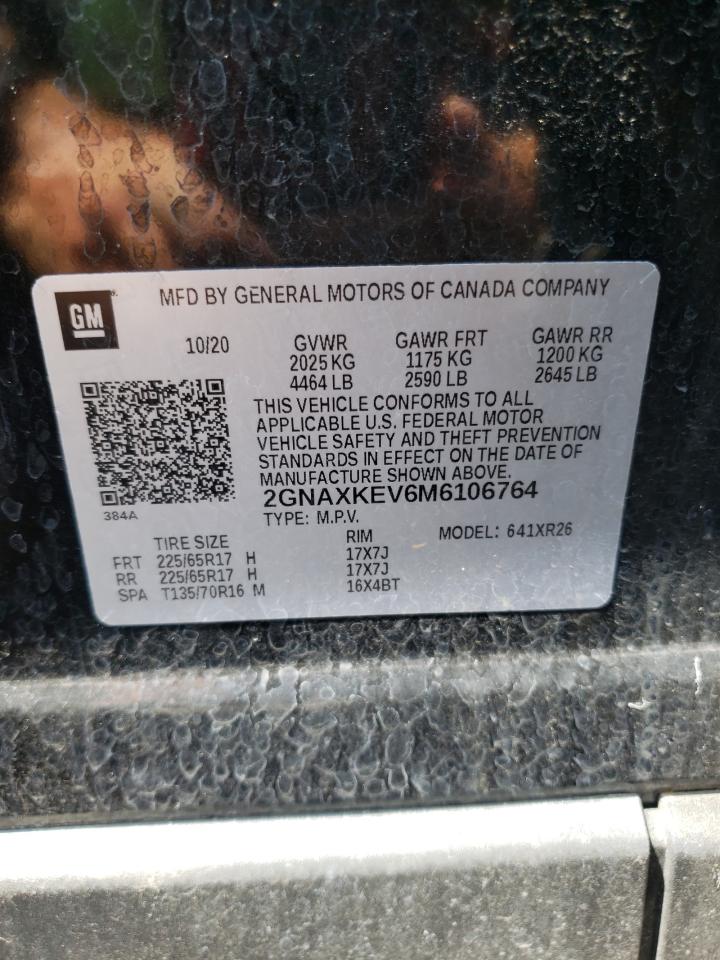 GM
MFD BY GENERAL MOTORS OF CANADA COMPANY
10/20 GVWR GAWR FRT GAWR RR
2025 KG 1175 KG 1200 KG
4464 LB 2590 LB 2645 LB
THIS VEHICLE CONFORMS TO ALL
APPLICABLE U.S. FEDERAL MOTOR
VEHICLE SAFETY AND THEFT PREVENTION
STANDARDS IN EFFECT ON THE DATE OF
MANUFACTURE SHOWN ABOVE.
2GNAXKEV6M6106764
384A
TYPE: M.P.V.
TIRE SIZE RIM MODEL: 641XR26
FRT 225/65R17 H 17X7J
RR 225/65R17 H 17X7J
SPA T135/70R16 M 16X4BT